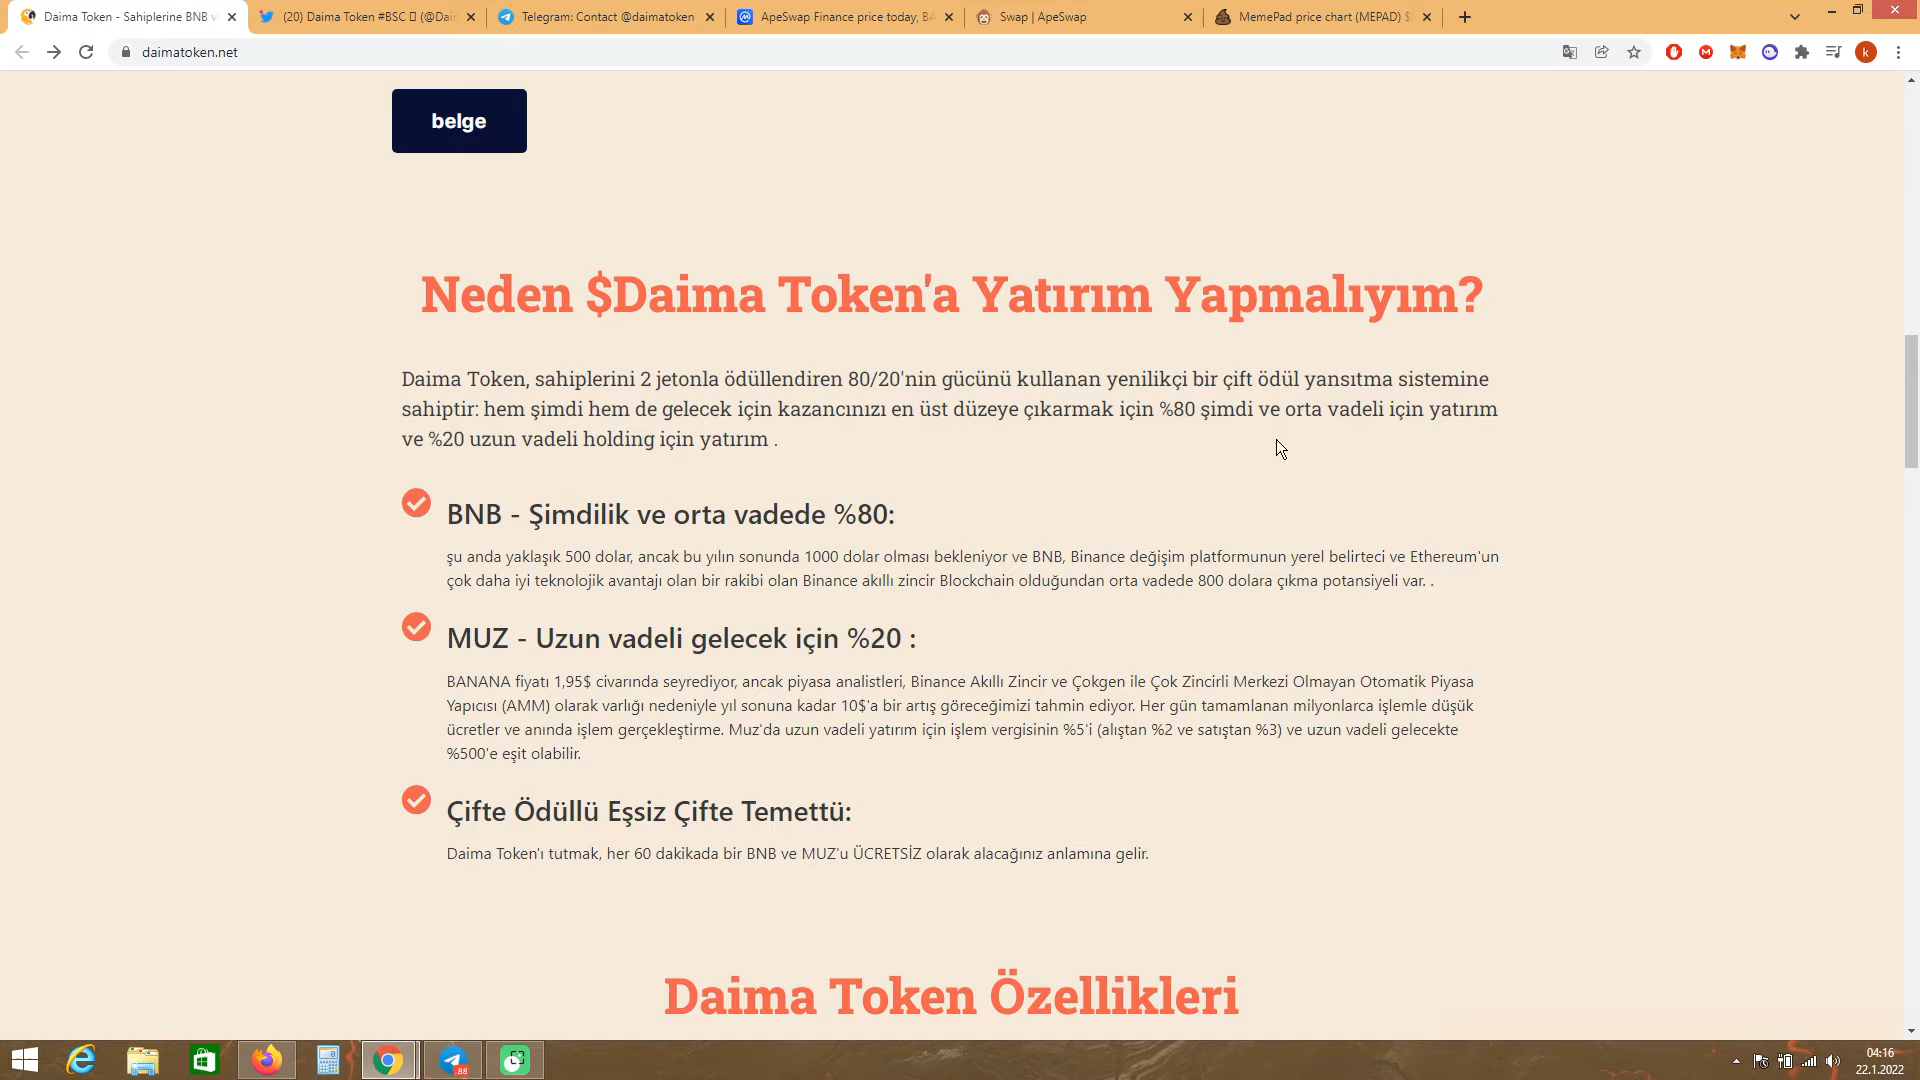 Daima Token - Sahiplerine BNB v
(20) Daima Token #BSC
(@Dai
Telegram: Contact @daimatoken
ApeSwap Finance price today, BA
Swap | ApeSwap
MemePad price chart (MEPAD) $
daimatoken.net
k
belge
Neden $Daima Token'a Yatırım Yapmalıyım?
Daima Token, sahiplerini 2 jetonla ödüllendiren 80/20'nin gücünü kullanan yenilikçi bir çift ödül yansıtma sistemine
sahiptir: hem şimdi hem de gelecek için kazancınızı en üst düzeye çıkarmak için %80 şimdi ve orta vadeli için yatırım
ve %20 uzun vadeli holding için yatırım .
BNB - Şimdilik ve orta vadede %80:
şu anda yaklaşık 500 dolar, ancak bu yılın sonunda 1000 dolar olması bekleniyor ve BNB, Binance değişim platformunun yerel belirteci ve Ethereum'un
çok daha iyi teknolojik avantajı olan bir rakibi olan Binance akıllı zincir Blockchain olduğundan orta vadede 800 dolara çıkma potansiyeli var. .
MUZ - Uzun vadeli gelecek için %20 :
BANANA fiyatı 1,95$ civarında seyrediyor, ancak piyasa analistleri, Binance Akıllı Zincir ve Çokgen ile Çok Zincirli Merkezi Olmayan Otomatik Piyasa
Yapıcısı (AMM) olarak varlığı nedeniyle yıl sonuna kadar 10$'a bir artış göreceğimizi tahmin ediyor. Her gün tamamlanan milyonlarca işlemle düşük
ücretler ve anında işlem gerçekleştirme. Muz'da uzun vadeli yatırım için işlem vergisinin %5'i (alıştan %2 ve satıştan %3) ve uzun vadeli gelecekte
%500'e eşit olabilir.
Çifte Ödüllü Eşsiz Çifte Temettü:
Daima Token'ı tutmak, her 60 dakikada bir BNB ve MUZ'u ÜCRETSİZ olarak alacağınız anlamına gelir.
Daima Token Özellikleri
88
04:16
22.1.2022